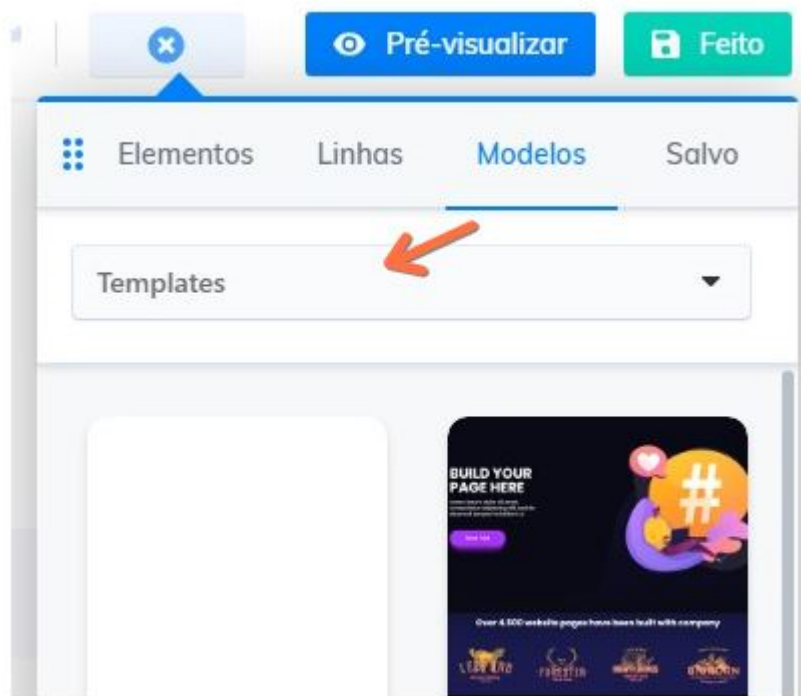 Pré-visualizar Feito
Elementos Linhas Modelos Salvo
Templates
BUILD YOUR
PAGE HERE
Over 4.500 website pages have been built with company